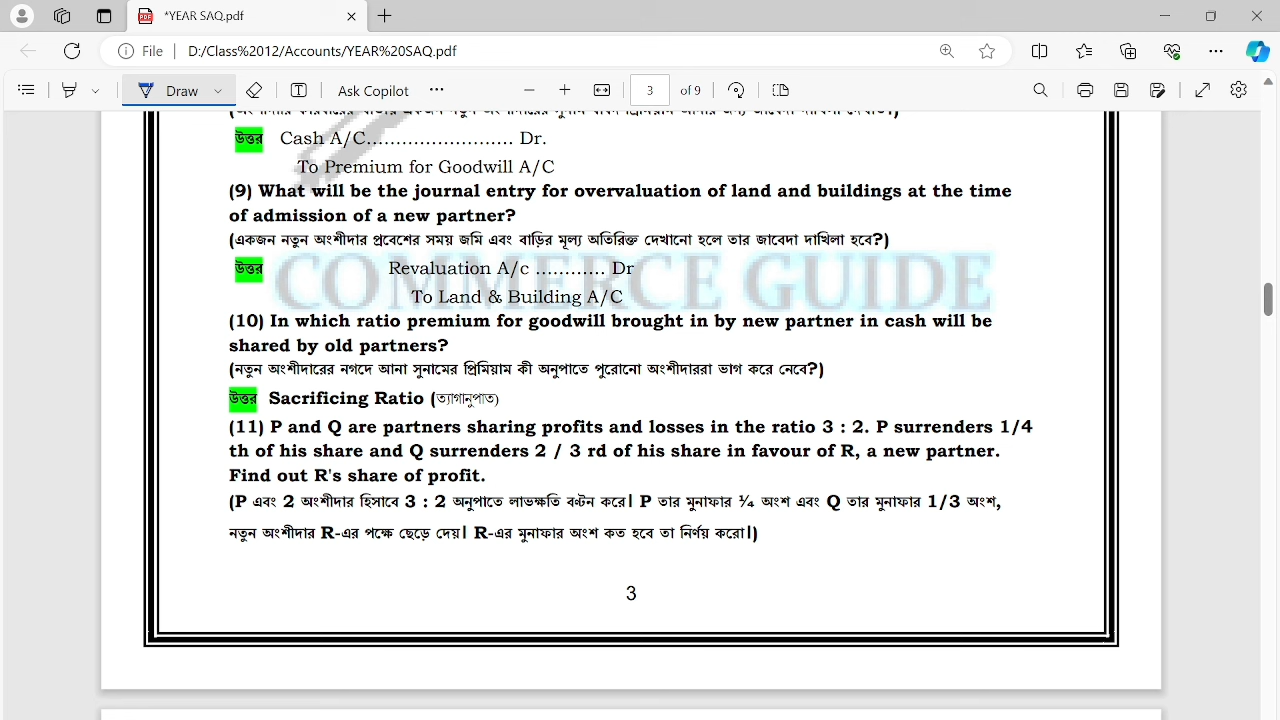 *YEAR SAQ.pdf
File | D:/Class%2012/Accounts/YEAR%20SAQ.pdf
Draw Ask Copilot 3 of 9
উত্তর Cash A/C......................... Dr.
To Premium for Goodwill A/C
(9) What will be the journal entry for overvaluation of land and buildings at the time
of admission of a new partner?
(একজন নতুন অংশীদার প্রবেশের সময় জমি এবং বাড়ির মূল্য অতিরিক্ত দেখানো হলে তার জাবেদা দাখিলা হবে?)
উত্তর Revaluation A/c ............ Dr
To Land & Building A/C
COMMERCE GUIDE
(10) In which ratio premium for goodwill brought in by new partner in cash will be
shared by old partners?
(নতুন অংশীদারের নগদে আনা সুনামের প্রিমিয়াম কী অনুপাতে পুরোনো অংশীদাররা ভাগ করে নেবে?)
উত্তর Sacrificing Ratio (ত্যাগানুপাত)
(11) P and Q are partners sharing profits and losses in the ratio 3 : 2. P surrenders 1/4
th of his share and Q surrenders 2 / 3 rd of his share in favour of R, a new partner.
Find out R's share of profit.
(P এবং 2 অংশীদার হিসাবে 3 : 2 অনুপাতে লাভক্ষতি বণ্টন করে। P তার মুনাফার ¼ অংশ এবং Q তার মুনাফার 1/3 অংশ,
নতুন অংশীদার R-এর পক্ষে ছেড়ে দেয়। R-এর মুনাফার অংশ কত হবে তা নির্ণয় করো।)
3